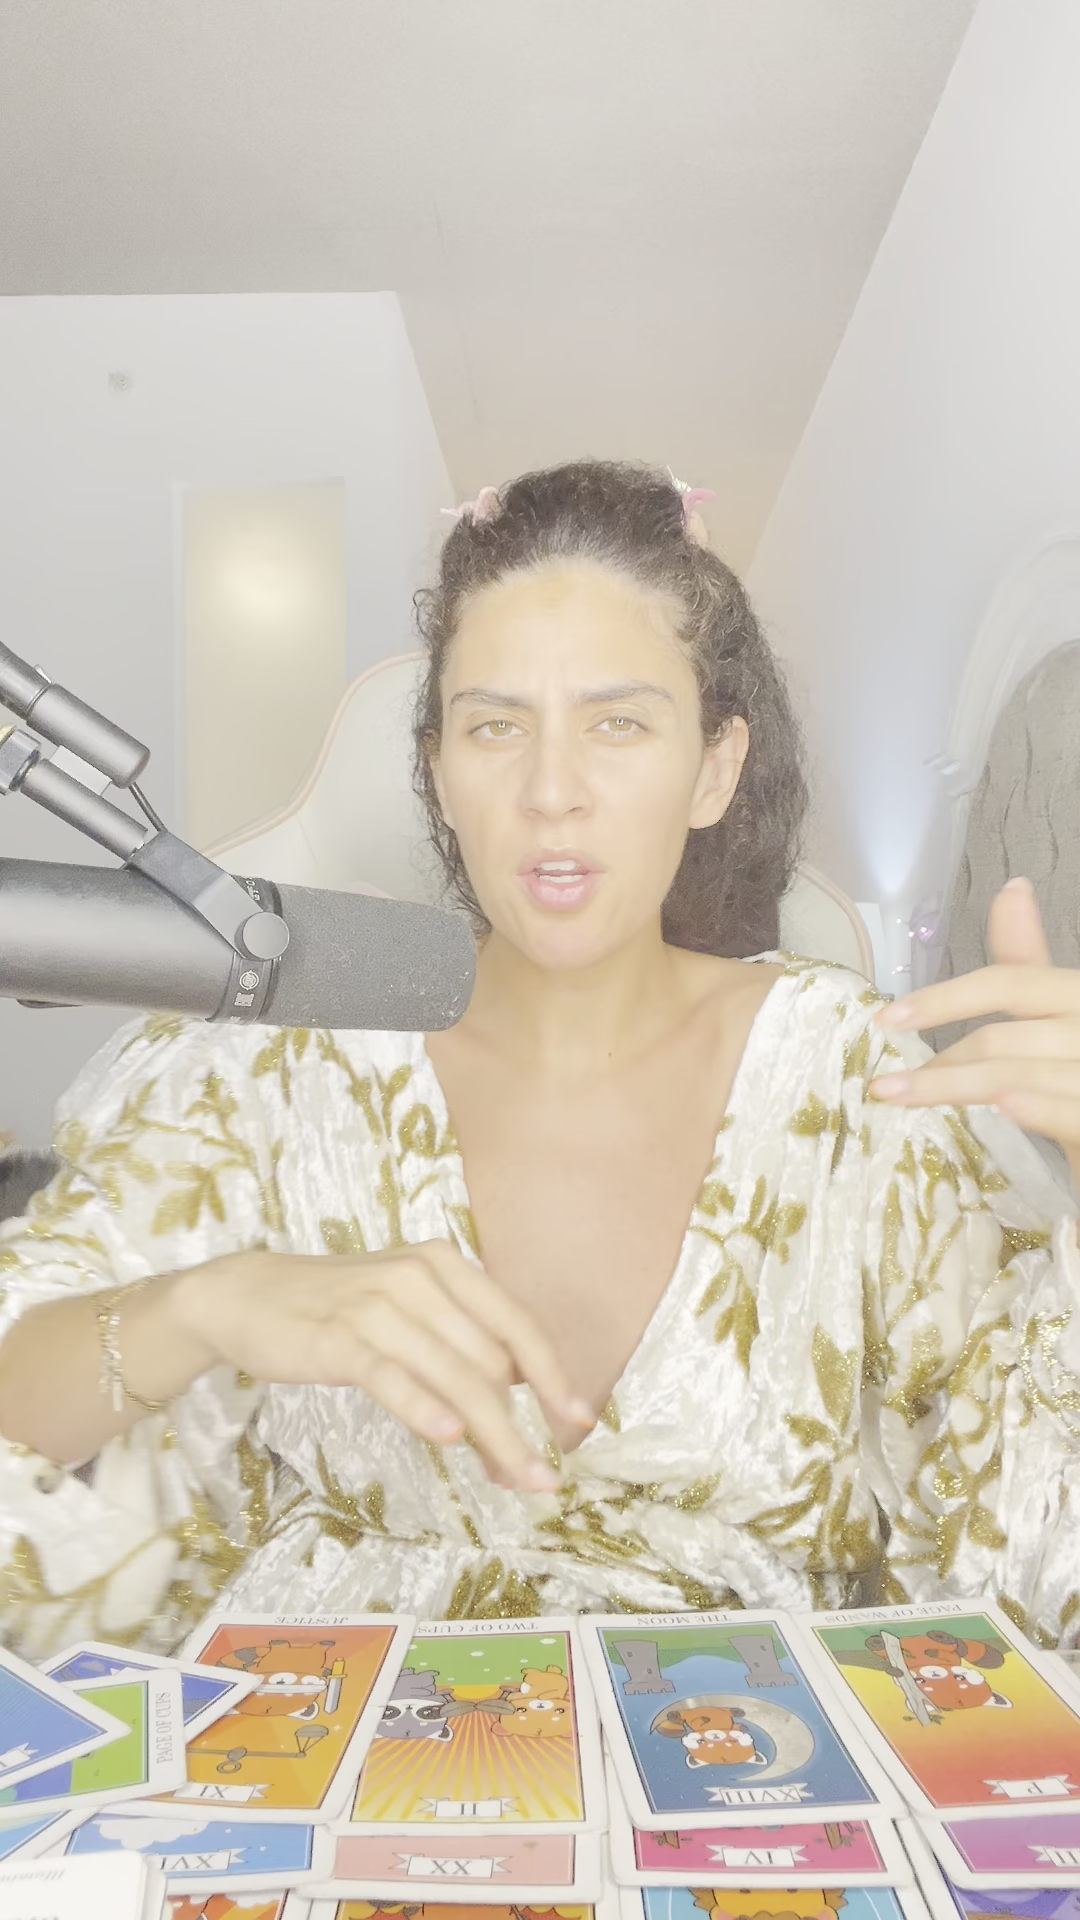 JUSTICE
TWO OF CUPS
THE MOON
PAGE OF WANDS
PAGE OF CUPS
XI
II
XVIII
P
XVI
XX
IV